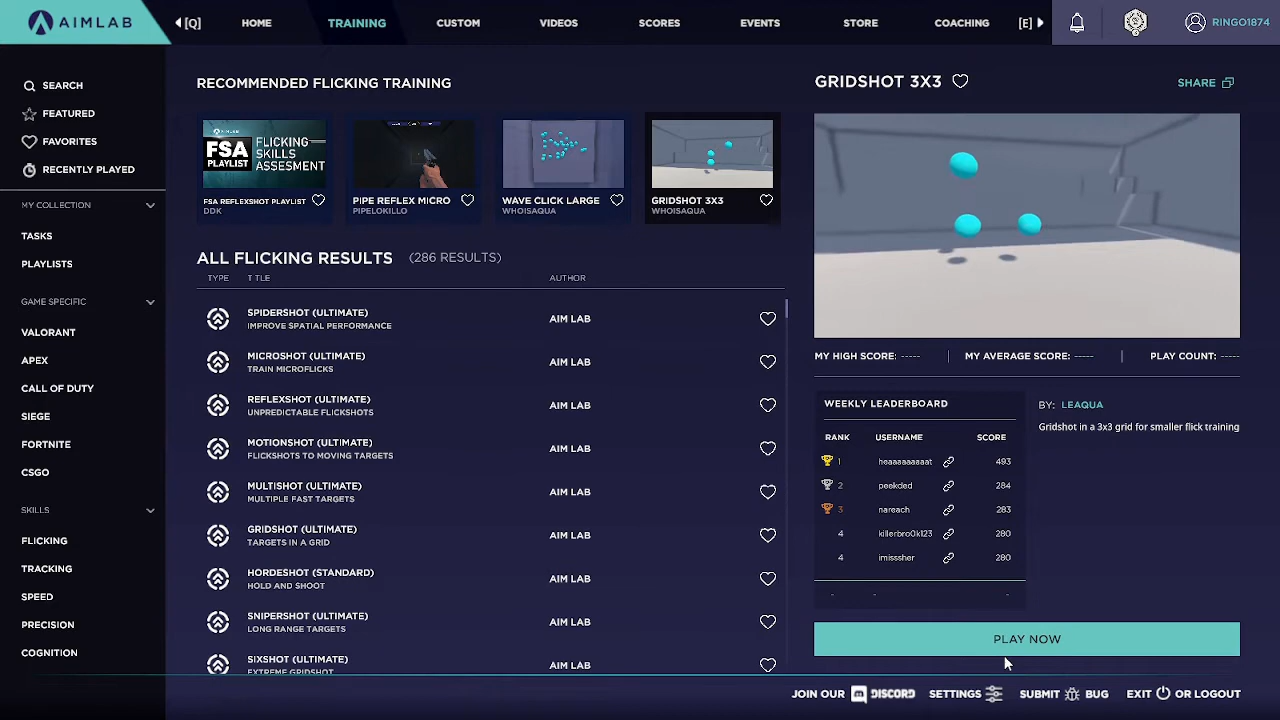 AIMLAB
[Q]
HOME
TRAINING
CUSTOM
VIDEOS
SCORES
EVENTS
STORE
COACHING
[E]
RINGO1874
SEARCH
FEATURED
FAVORITES
RECENTLY PLAYED
MY COLLECTION
TASKS
PLAYLISTS
GAME SPECIFIC
VALORANT
APEX
CALL OF DUTY
SIEGE
FORTNITE
CSGO
SKILLS
FLICKING
TRACKING
SPEED
PRECISION
COGNITION
RECOMMENDED FLICKING TRAINING
AIMLAB
FSA
PLAYLIST
FLICKING
SKILLS
ASSESMENT
FSA REFLEXSHOT PLAYLIST
DDK
PIPE REFLEX MICRO
PIPELOKILLO
WAVE CLICK LARGE
WHOISAQUA
GRIDSHOT 3X3
WHOISAQUA
ALL FLICKING RESULTS (286 RESULTS)
TYPE TITLE AUTHOR
SPIDERSHOT (ULTIMATE)
IMPROVE SPATIAL PERFORMANCE
AIM LAB
MICROSHOT (ULTIMATE)
TRAIN MICROFLICKS
AIM LAB
REFLEXSHOT (ULTIMATE)
UNPREDICTABLE FLICKSHOTS
AIM LAB
MOTIONSHOT (ULTIMATE)
FLICKSHOTS TO MOVING TARGETS
AIM LAB
MULTISHOT (ULTIMATE)
MULTIPLE FAST TARGETS
AIM LAB
GRIDSHOT (ULTIMATE)
TARGETS IN A GRID
AIM LAB
HORDESHOT (STANDARD)
HOLD AND SHOOT
AIM LAB
SNIPERSHOT (ULTIMATE)
LONG RANGE TARGETS
AIM LAB
SIXSHOT (ULTIMATE)
EXTREME GRIDSHOT
AIM LAB
GRIDSHOT 3X3
SHARE
MY HIGH SCORE: -----
MY AVERAGE SCORE: -----
PLAY COUNT: -----
WEEKLY LEADERBOARD
RANK USERNAME SCORE
1 heaaaaaaaat 493
2 peekded 284
3 nareach 283
4 killerbro0kl23 280
4 imisssher 280
- - -
BY: LEAQUA
Gridshot in a 3x3 grid for smaller flick training
PLAY NOW
JOIN OUR DISCORD
SETTINGS
SUBMIT BUG
EXIT OR LOGOUT